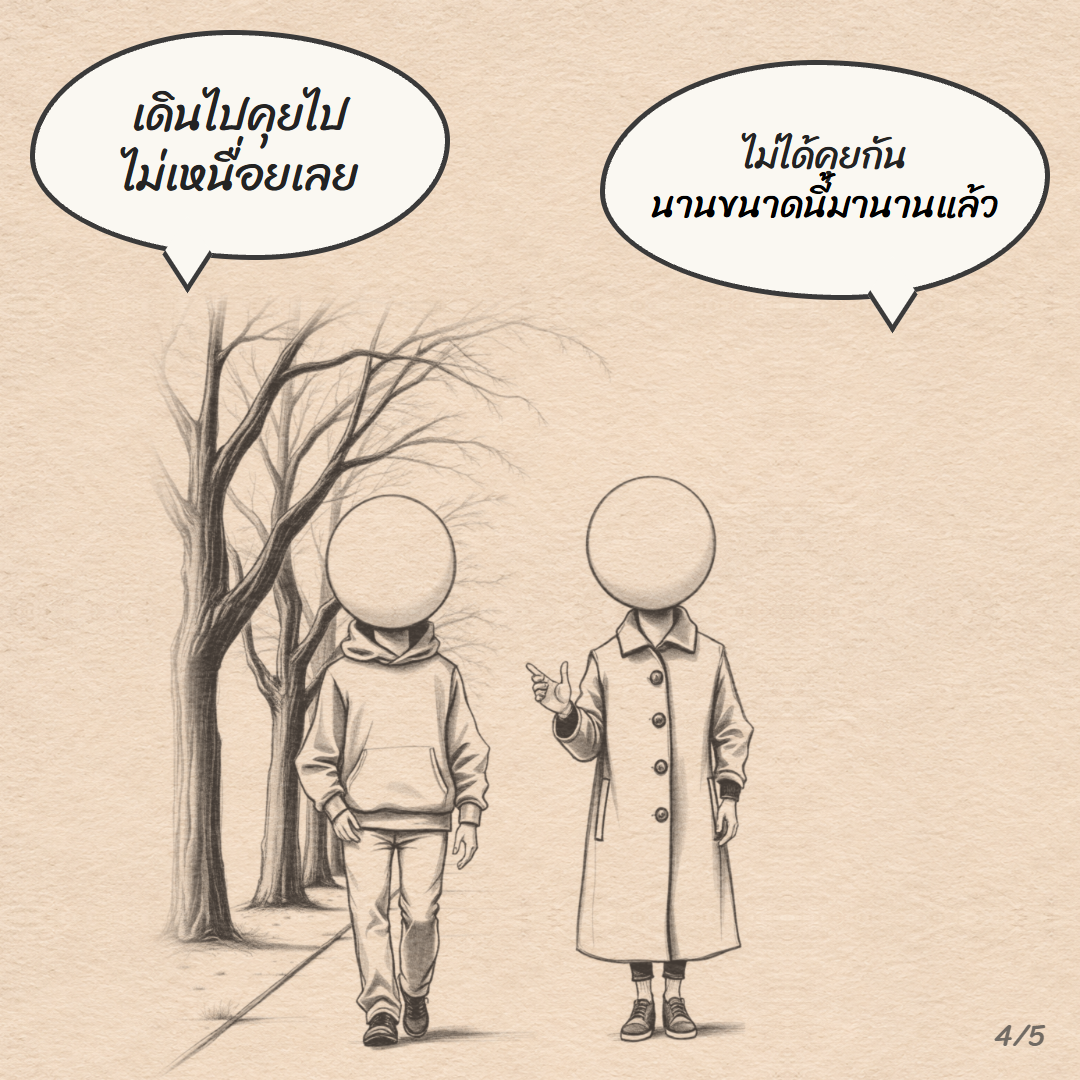 เดินไปคุยไป
ไม่เหนื่อยเลย
ไม่ได้คุยกัน
นานขนาดนี้มานานแล้ว
4/5